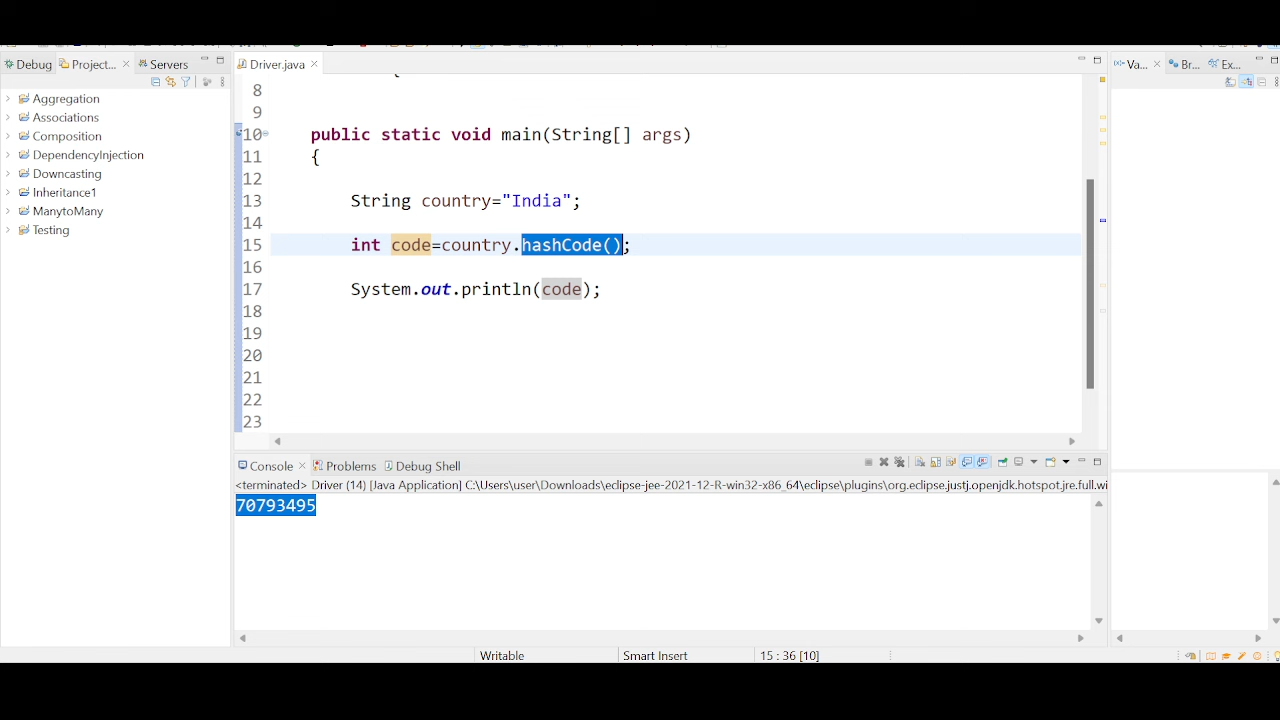 Debug Project... Servers
Aggregation
Associations
Composition
DependencyInjection
Downcasting
Inheritance1
ManytoMany
Testing
Driver.java
8
9
10 public static void main(String[] args)
11 {
12
13 String country="India";
14
15 int code=country.hashCode();
16
17 System.out.println(code);
18
19
20
21
22
23
Va... Br... Ex...
Console Problems Debug Shell
<terminated> Driver (14) [Java Application] C:\Users\user\Downloads\eclipse-jee-2021-12-R-win32-x86_64\eclipse\plugins\org.eclipse.justj.openjdk.hotspot.jre.full.wi
70793495
Writable Smart Insert 15 : 36 [10]